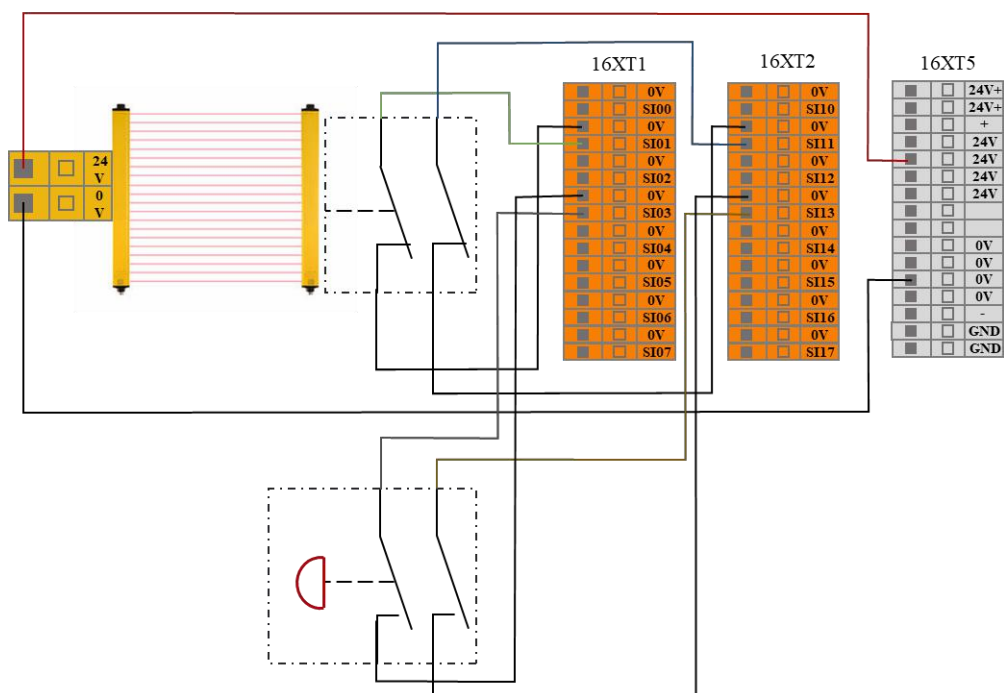 16XT1
16XT2
16XT5
24
V
0
V
0V
SI00
0V
SI01
0V
SI02
0V
SI03
0V
SI04
0V
SI05
0V
SI06
0V
SI07
0V
SI10
0V
SI11
0V
SI12
0V
SI13
0V
SI14
0V
SI15
0V
SI16
0V
SI17
24V+
24V+
+
24V
24V
24V
24V
0V
0V
0V
0V
-
GND
GND